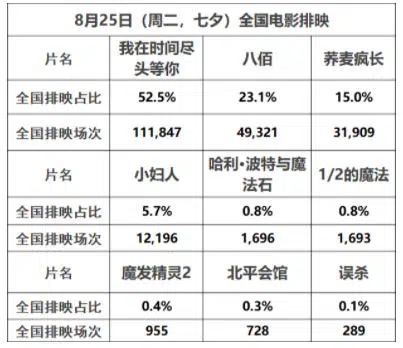 8月25日（周二，七夕）全国电影排映
片名 我在时间尽头等你 八佰 荞麦疯长
全国排映占比 52.5% 23.1% 15.0%
全国排映场次 111,847 49,321 31,909
片名 小妇人 哈利·波特与魔法石 1/2的魔法
全国排映占比 5.7% 0.8% 0.8%
全国排映场次 12,196 1,696 1,693
片名 魔发精灵2 北平会馆 误杀
全国排映占比 0.4% 0.3% 0.1%
全国排映场次 955 728 289